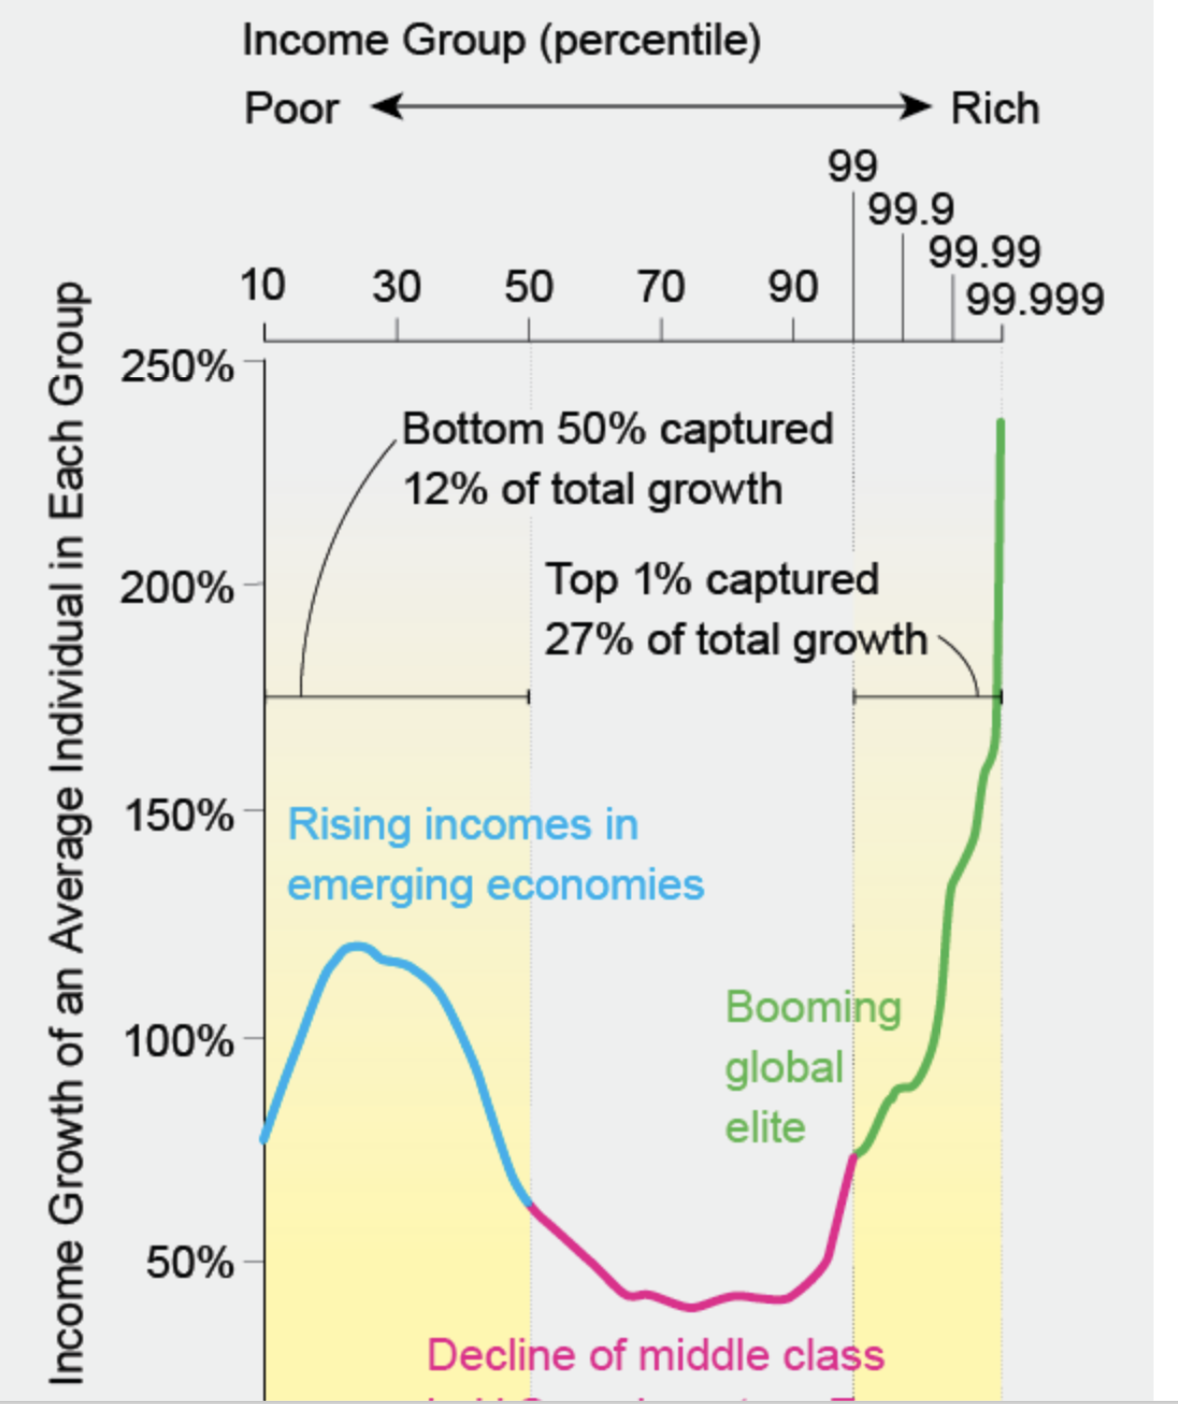 Income Group (percentile)
Poor Rich
99
99.9
99.99
99.999
10 30 50 70 90
Income Growth of an Average Individual in Each Group
250%
Bottom 50% captured
12% of total growth
200%
Top 1% captured
27% of total growth
150%
Rising incomes in
emerging economies
100%
Booming
global
elite
50%
Decline of middle class